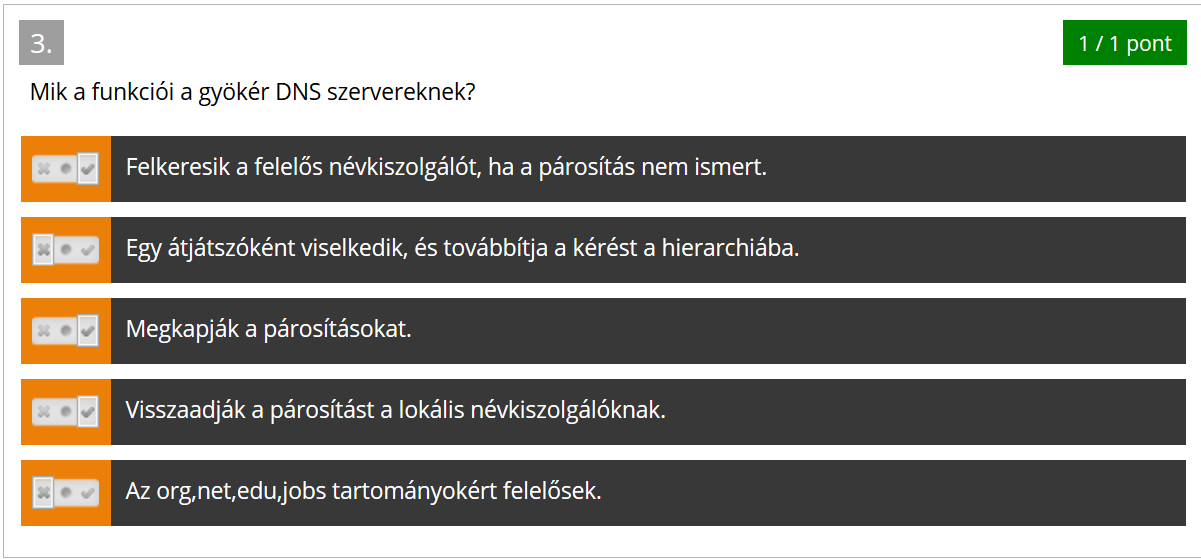 3.
1 / 1 pont
Mik a funkciói a gyökér DNS szervereknek?
Felkeresik a felelős névkiszolgálót, ha a párosítás nem ismert.
Egy átjátszóként viselkedik, és továbbítja a kérést a hierarchiába.
Megkapják a párosításokat.
Visszaadják a párosítást a lokális névkiszolgálóknak.
Az org,net,edu,jobs tartományokért felelősek.